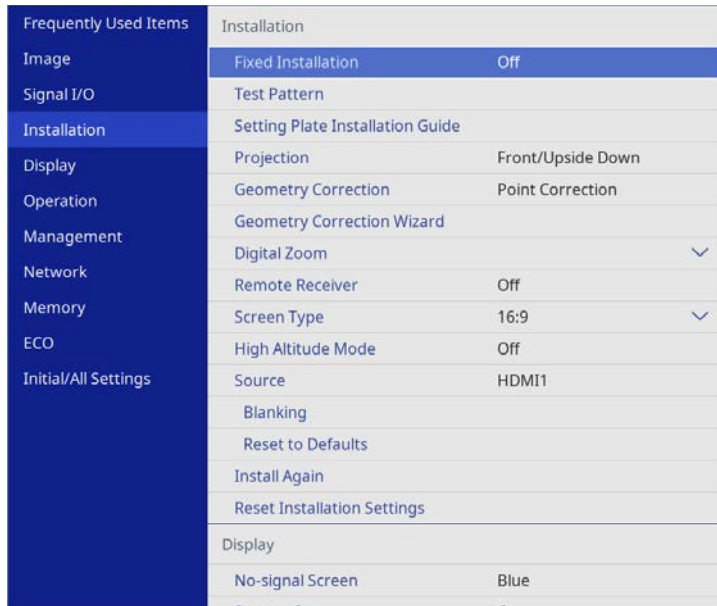 Frequently Used Items
Image
Signal I/O
Installation
Display
Operation
Management
Network
Memory
ECO
Initial/All Settings
Installation
Fixed Installation Off
Test Pattern
Setting Plate Installation Guide
Projection Front/Upside Down
Geometry Correction Point Correction
Geometry Correction Wizard
Digital Zoom
Remote Receiver Off
Screen Type 16:9
High Altitude Mode Off
Source HDMI1
Blanking
Reset to Defaults
Install Again
Reset Installation Settings
Display
No-signal Screen Blue